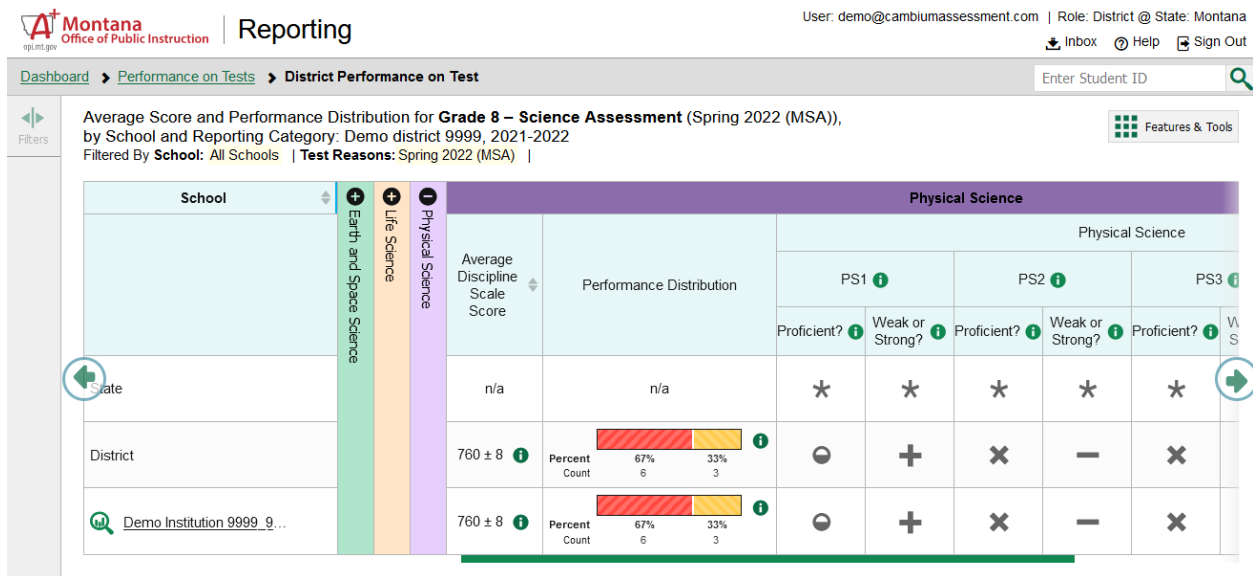 Montana
Office of Public Instruction
opi.mt.gov
Reporting
User: demo@cambiumassessment.com | Role: District @ State: Montana
Inbox Help Sign Out
Dashboard Performance on Tests District Performance on Test
Enter Student ID
Filters
Average Score and Performance Distribution for Grade 8 – Science Assessment (Spring 2022 (MSA)),
by School and Reporting Category: Demo district 9999, 2021-2022
Filtered By School: All Schools | Test Reasons: Spring 2022 (MSA) |
Features & Tools
School
Earth and Space Science
Life Science
Physical Science
Physical Science
Physical Science
Average
Discipline
Scale
Score
Performance Distribution
PS1
PS2
PS3
Proficient?
Weak or
Strong?
Proficient?
Weak or
Strong?
Proficient?
State
n/a
n/a
District
760 ± 8
Percent 67% 33%
Count 6 3
Demo Institution 9999_9...
760 ± 8
Percent 67% 33%
Count 6 3